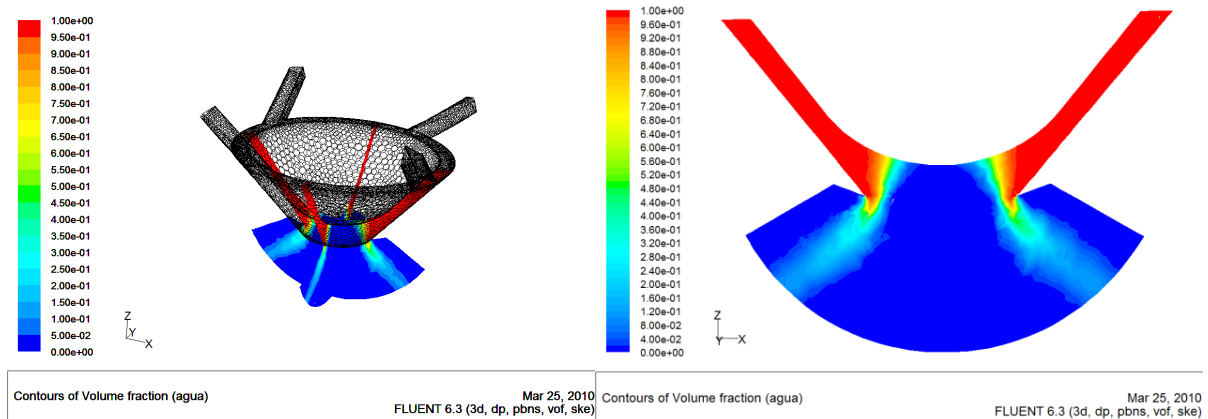 1.00e+00
9.50e-01
9.00e-01
8.50e-01
8.00e-01
7.50e-01
7.00e-01
6.50e-01
6.00e-01
5.50e-01
5.00e-01
4.50e-01
4.00e-01
3.50e-01
3.00e-01
2.50e-01
2.00e-01
1.50e-01
1.00e-01
5.00e-02
0.00e+00
Z
Y
X
Contours of Volume fraction (agua)
Mar 25, 2010
FLUENT 6.3 (3d, dp, pbns, vof, ske)
1.00e+00
9.60e-01
9.20e-01
8.80e-01
8.40e-01
8.00e-01
7.60e-01
7.20e-01
6.80e-01
6.40e-01
6.00e-01
5.60e-01
5.20e-01
4.80e-01
4.40e-01
4.00e-01
3.60e-01
3.20e-01
2.80e-01
2.40e-01
2.00e-01
1.60e-01
1.20e-01
8.00e-02
4.00e-02
0.00e+00
Z
Y
X
Contours of Volume fraction (agua)
Mar 25, 2010
FLUENT 6.3 (3d, dp, pbns, vof, ske)